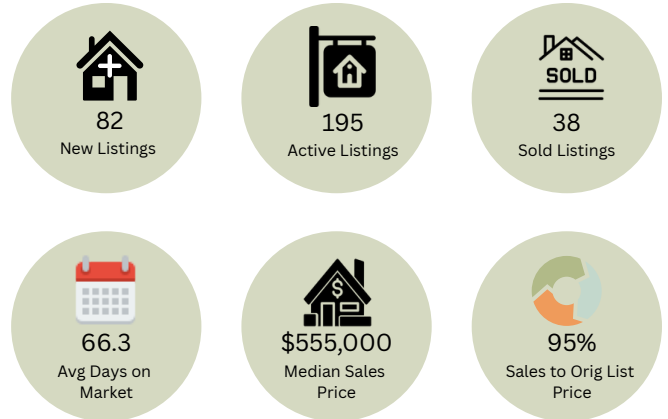 82
New Listings
195
Active Listings
SOLD
38
Sold Listings
66.3
Avg Days on
Market
$555,000
Median Sales
Price
95%
Sales to Orig List
Price